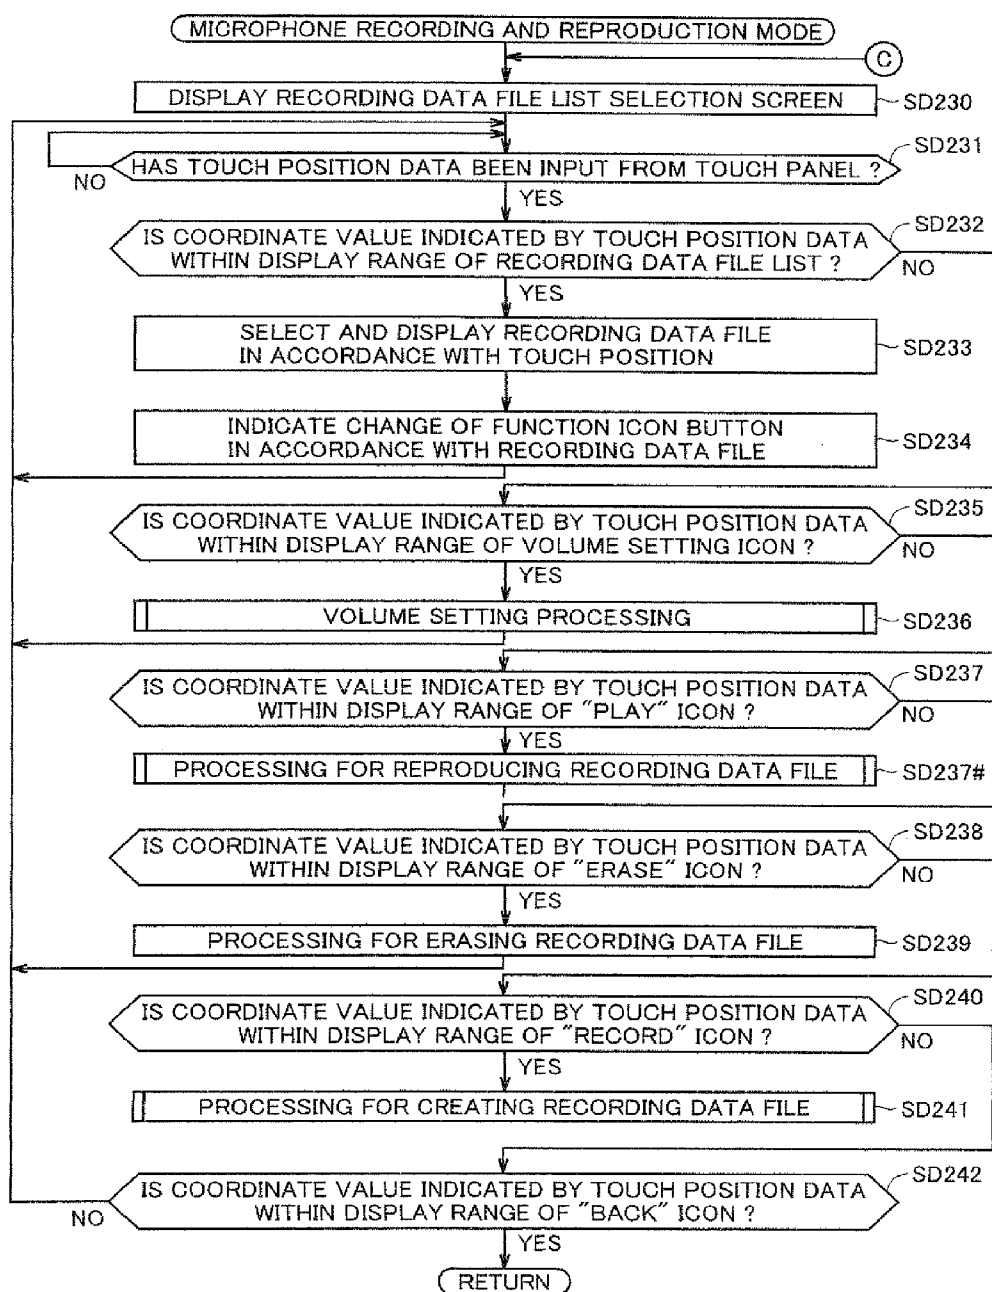 MICROPHONE RECORDING AND REPRODUCTION MODE
C
DISPLAY RECORDING DATA FILE LIST SELECTION SCREEN
SD230
SD231
HAS TOUCH POSITION DATA BEEN INPUT FROM TOUCH PANEL ?
NO
YES
SD232
IS COORDINATE VALUE INDICATED BY TOUCH POSITION DATA
WITHIN DISPLAY RANGE OF RECORDING DATA FILE LIST ?
NO
YES
SELECT AND DISPLAY RECORDING DATA FILE
IN ACCORDANCE WITH TOUCH POSITION
SD233
INDICATE CHANGE OF FUNCTION ICON BUTTON
IN ACCORDANCE WITH RECORDING DATA FILE
SD234
SD235
IS COORDINATE VALUE INDICATED BY TOUCH POSITION DATA
WITHIN DISPLAY RANGE OF VOLUME SETTING ICON ?
NO
YES
VOLUME SETTING PROCESSING
SD236
SD237
IS COORDINATE VALUE INDICATED BY TOUCH POSITION DATA
WITHIN DISPLAY RANGE OF "PLAY" ICON ?
NO
YES
PROCESSING FOR REPRODUCING RECORDING DATA FILE
SD237#
SD238
IS COORDINATE VALUE INDICATED BY TOUCH POSITION DATA
WITHIN DISPLAY RANGE OF "ERASE" ICON ?
NO
YES
PROCESSING FOR ERASING RECORDING DATA FILE
SD239
SD240
IS COORDINATE VALUE INDICATED BY TOUCH POSITION DATA
WITHIN DISPLAY RANGE OF "RECORD" ICON ?
NO
YES
PROCESSING FOR CREATING RECORDING DATA FILE
SD241
SD242
IS COORDINATE VALUE INDICATED BY TOUCH POSITION DATA
WITHIN DISPLAY RANGE OF "BACK" ICON ?
NO
YES
RETURN